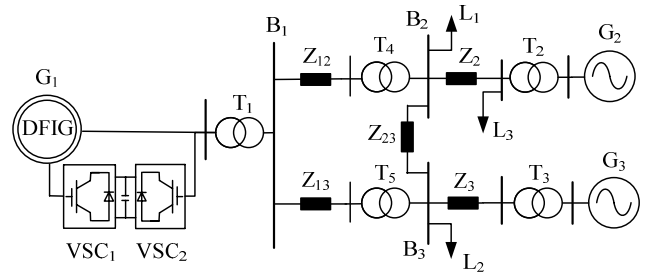 G₁
DFIG
VSC₁
VSC₂
T₁
B₁
Z₁₂
T₄
B₂
L₁
Z₂
T₂
G₂
L₃
Z₂₃
Z₁₃
T₅
B₃
Z₃
L₂
T₃
G₃